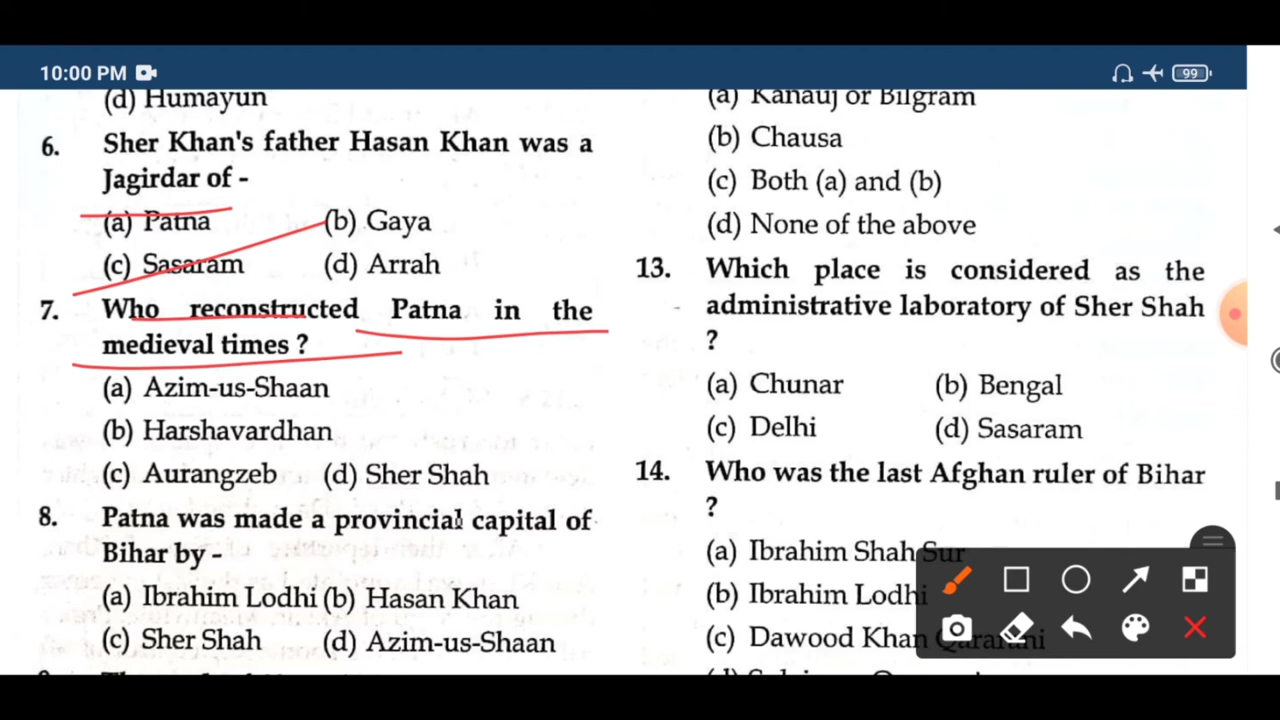 10:00 PM
99
(d) Humayun
6. Sher Khan's father Hasan Khan was a
Jagirdar of -
(a) Patna (b) Gaya
(c) Sasaram (d) Arrah
7. Who reconstructed Patna in the
medieval times ?
(a) Azim-us-Shaan
(b) Harshavardhan
(c) Aurangzeb (d) Sher Shah
8. Patna was made a provincial capital of
Bihar by -
(a) Ibrahim Lodhi (b) Hasan Khan
(c) Sher Shah (d) Azim-us-Shaan
(a) Kanauj or Bilgram
(b) Chausa
(c) Both (a) and (b)
(d) None of the above
13. Which place is considered as the
administrative laboratory of Sher Shah
?
(a) Chunar (b) Bengal
(c) Delhi (d) Sasaram
14. Who was the last Afghan ruler of Bihar
?
(a) Ibrahim Shah Sur
(b) Ibrahim Lodhi
(c) Dawood Khan Qararani